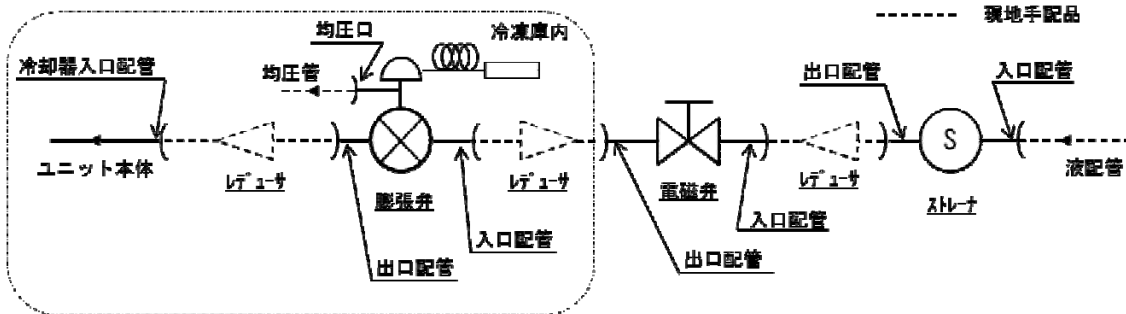 現地手配品
均圧口
冷凍庫内
冷却器入口配管
均圧管
出口配管
入口配管
ユニット本体
S
液配管
ﾚﾃﾞｭｰｻ
膨張弁
ﾚﾃﾞｭｰｻ
電磁弁
ﾚﾃﾞｭｰｻ
ｽﾄﾚｰﾅ
入口配管
入口配管
出口配管
出口配管